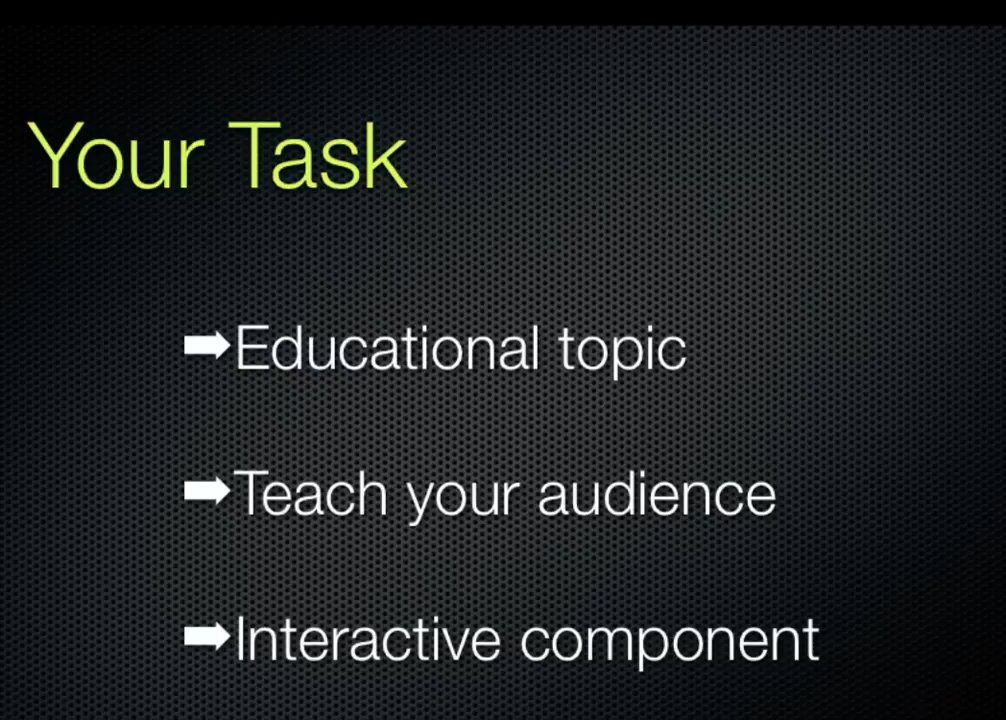 Your Task
➡Educational topic
➡Teach your audience
➡Interactive component